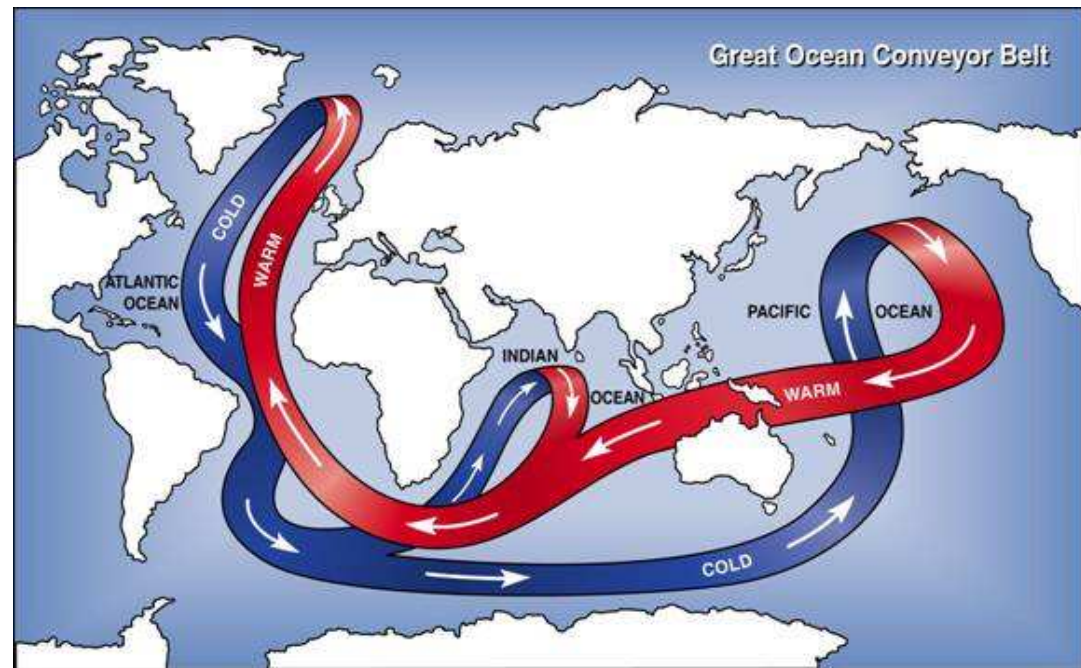 Great Ocean Conveyor Belt
COLD
WARM
ATLANTIC
OCEAN
PACIFIC
OCEAN
INDIAN
OCEAN
WARM
COLD